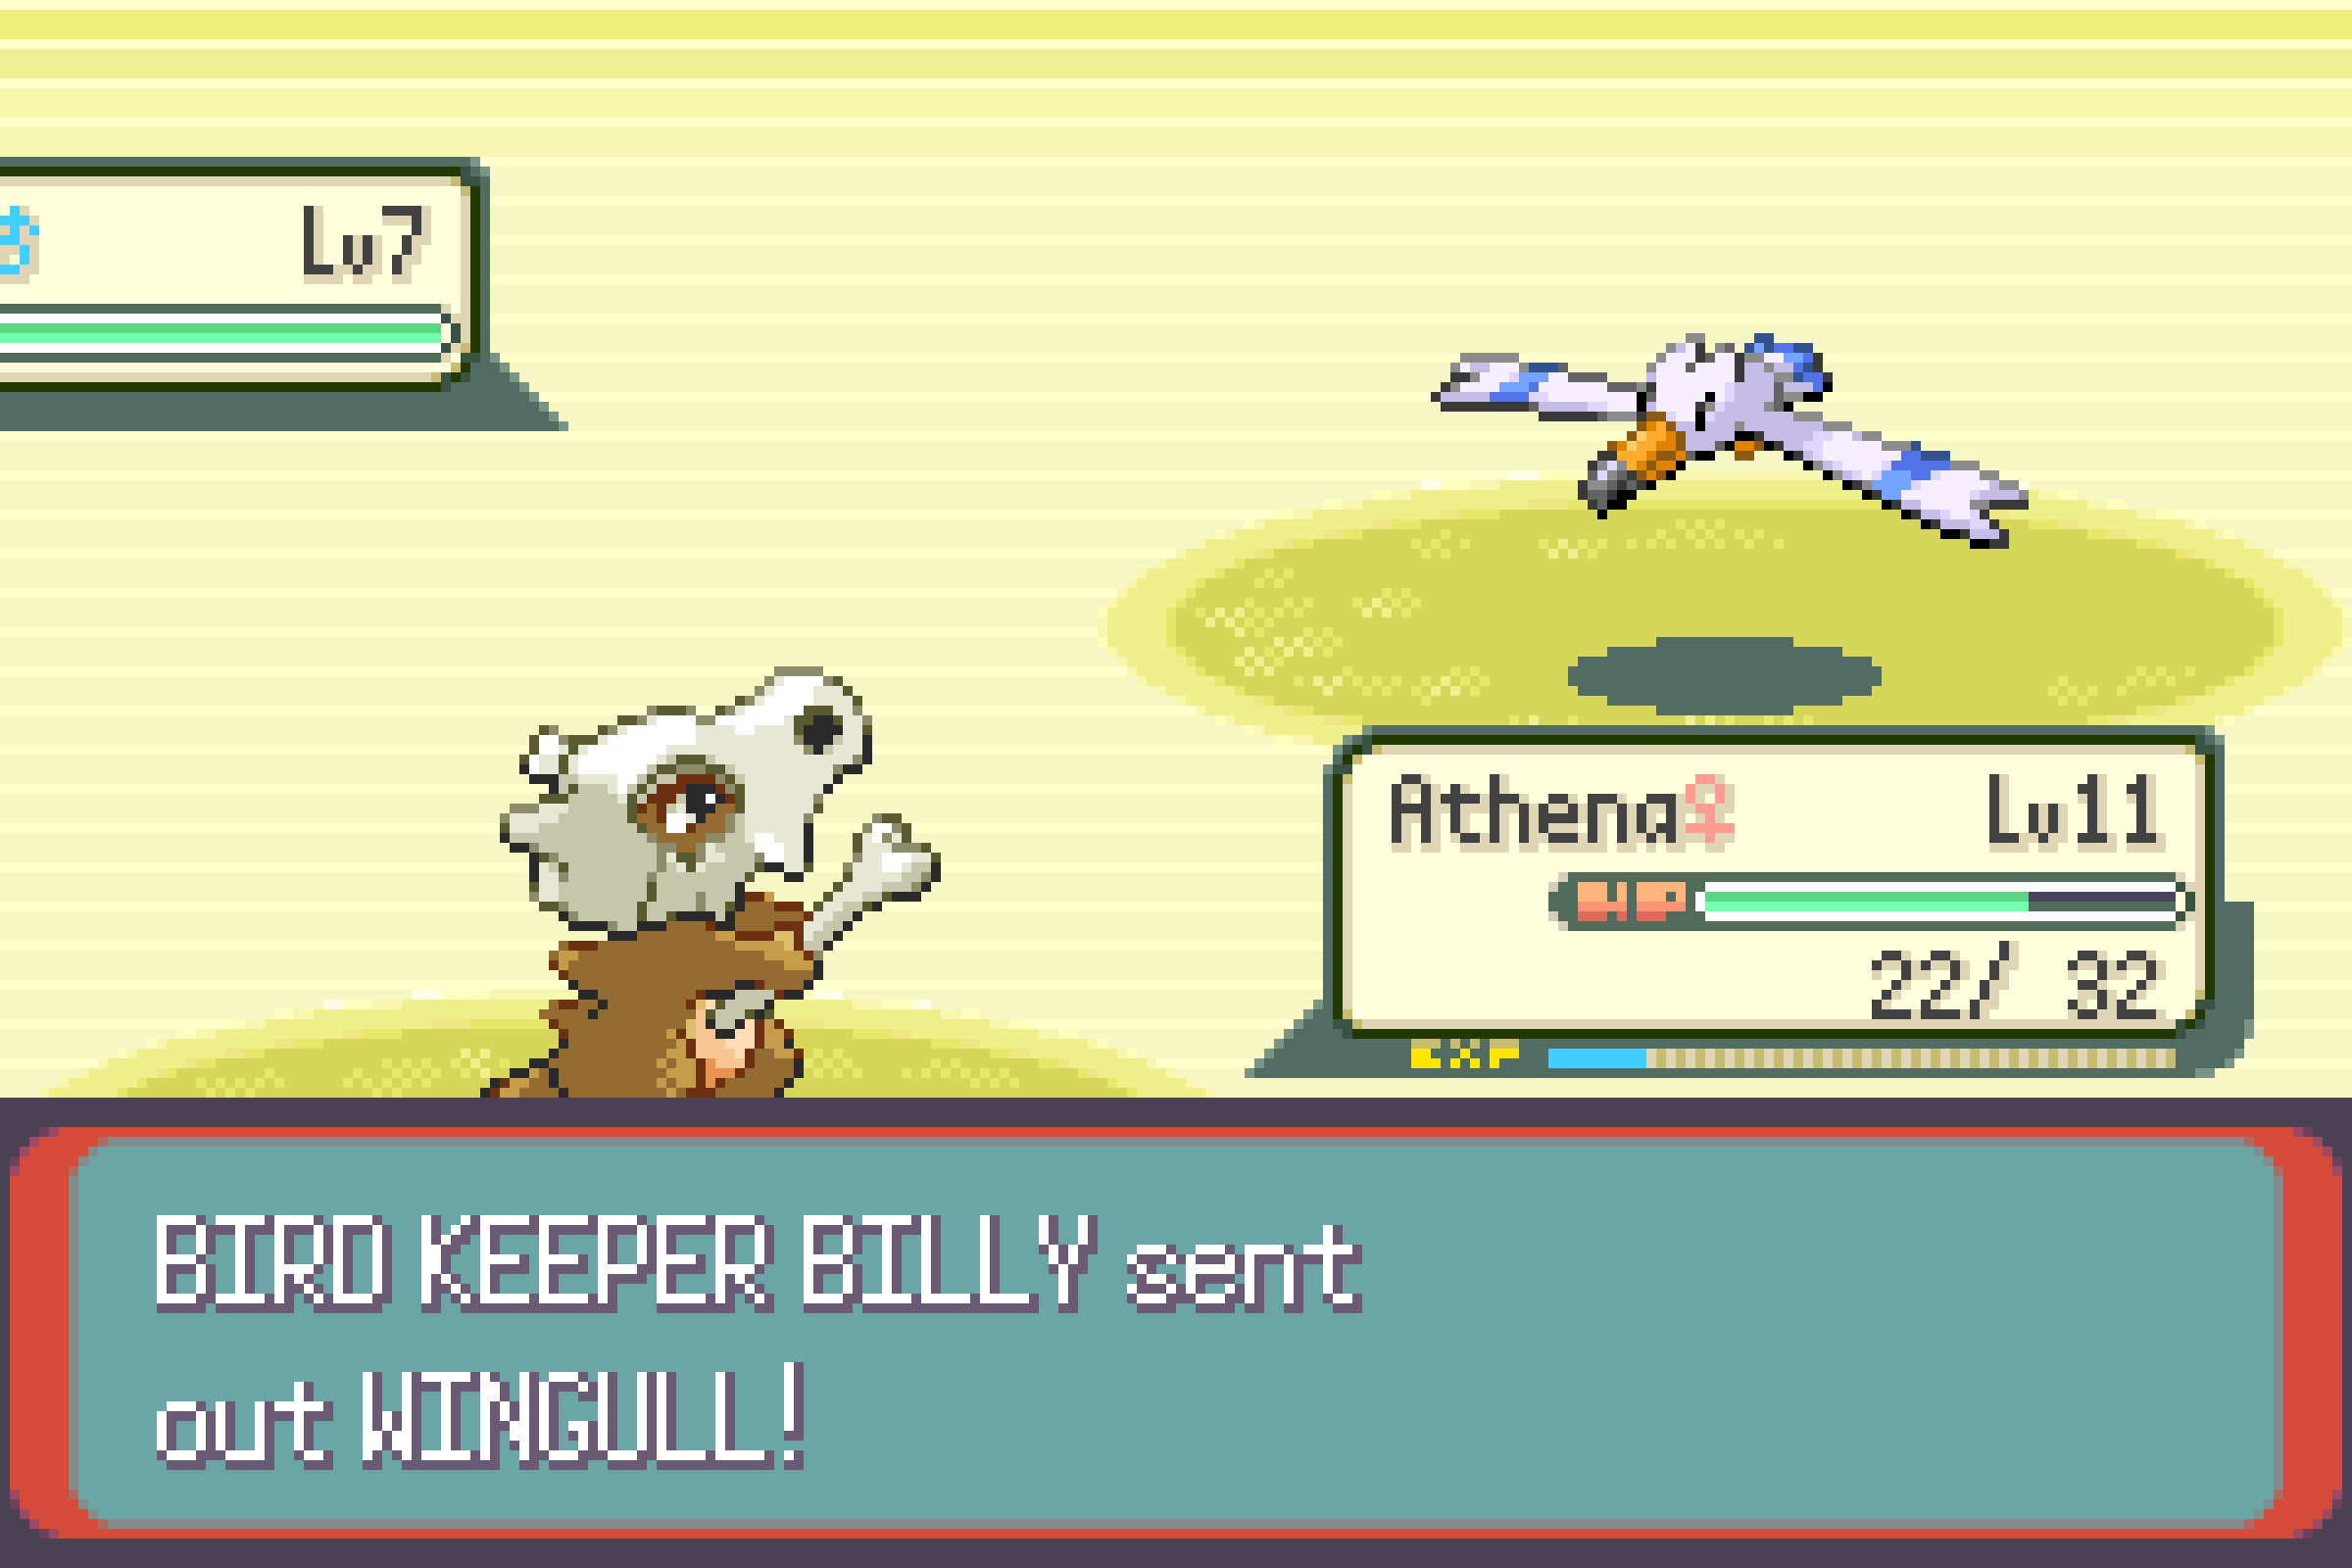 ♂ Lv7
Athena♀ Lv11
HP
22/ 32
EXP
BIRD KEEPER BILLY sent
out WINGULL!